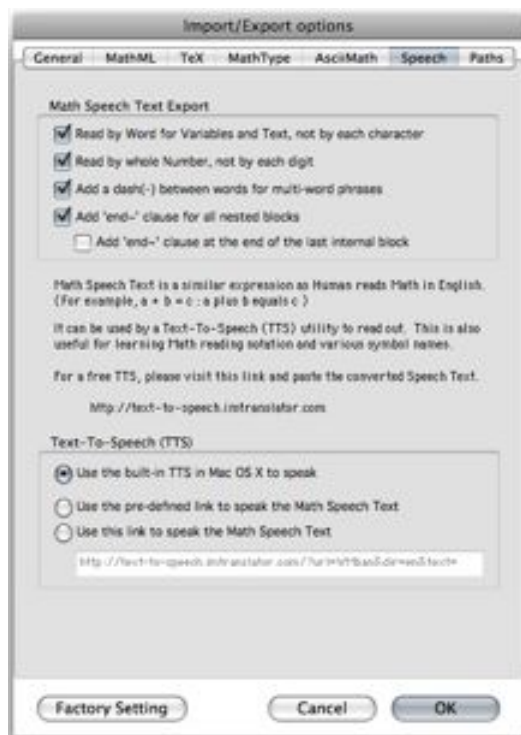 Import/Export options
General MathML TeX MathType AsciiMath Speech Paths
Math Speech Text Export
Read by Word for Variables and Text, not by each character
Read by whole Number, not by each digit
Add a dash(-) between words for multi-word phrases
Add 'end~' clause for all nested blocks
Add 'end~' clause at the end of the last internal block
Math Speech Text is a similar expression as Human reads Math in English.
(For example, a + b = c : a plus b equals c )
It can be used by a Text-To-Speech (TTS) utility to read out. This is also
useful for learning Math reading notation and various symbol names.
For a free TTS, please visit this link and paste the converted Speech Text.
http://text-to-speech.imtranslator.com
Text-To-Speech (TTS)
Use the built-in TTS in Mac OS X to speak
Use the pre-defined link to speak the Math Speech Text
Use this link to speak the Math Speech Text
Factory Setting Cancel OK